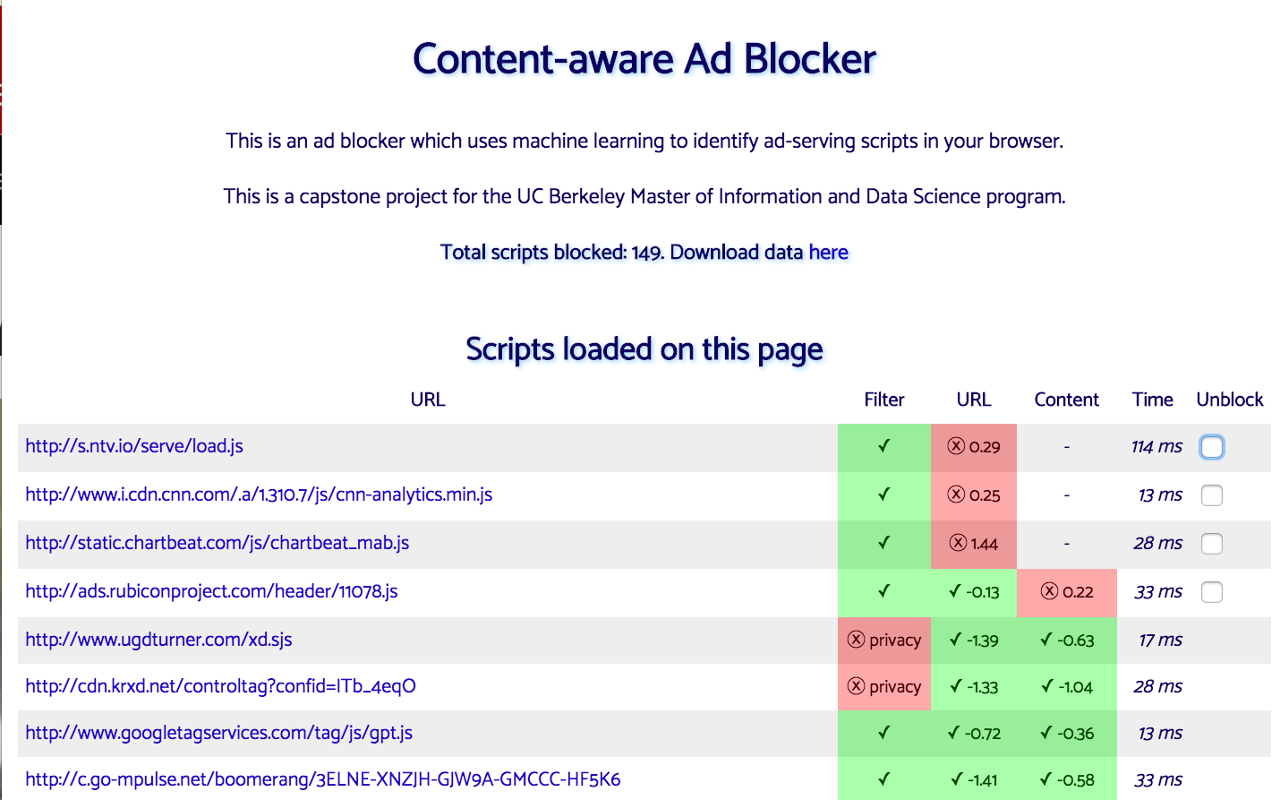 Content-aware Ad Blocker
This is an ad blocker which uses machine learning to identify ad-serving scripts in your browser.
This is a capstone project for the UC Berkeley Master of Information and Data Science program.
Total scripts blocked: 149. Download data here
Scripts loaded on this page
URL Filter URL Content Time Unblock
http://s.ntv.io/serve/load.js ✓ ⓧ 0.29 - 114 ms
http://www.i.cdn.cnn.com/.a/1.310.7/js/cnn-analytics.min.js ✓ ⓧ 0.25 - 13 ms
http://static.chartbeat.com/js/chartbeat_mab.js ✓ ⓧ 1.44 - 28 ms
http://ads.rubiconproject.com/header/11078.js ✓ ✓ -0.13 ⓧ 0.22 33 ms
http://www.ugdturner.com/xd.sjs ⓧ privacy ✓ -1.39 ✓ -0.63 17 ms
http://cdn.krxd.net/controltag?confid=ITb_4eqO ⓧ privacy ✓ -1.33 ✓ -1.04 28 ms
http://www.googletagservices.com/tag/js/gpt.js ✓ ✓ -0.72 ✓ -0.36 13 ms
http://c.go-mpulse.net/boomerang/3ELNE-XNZJH-GJW9A-GMCCC-HF5K6 ✓ ✓ -1.41 ✓ -0.58 33 ms